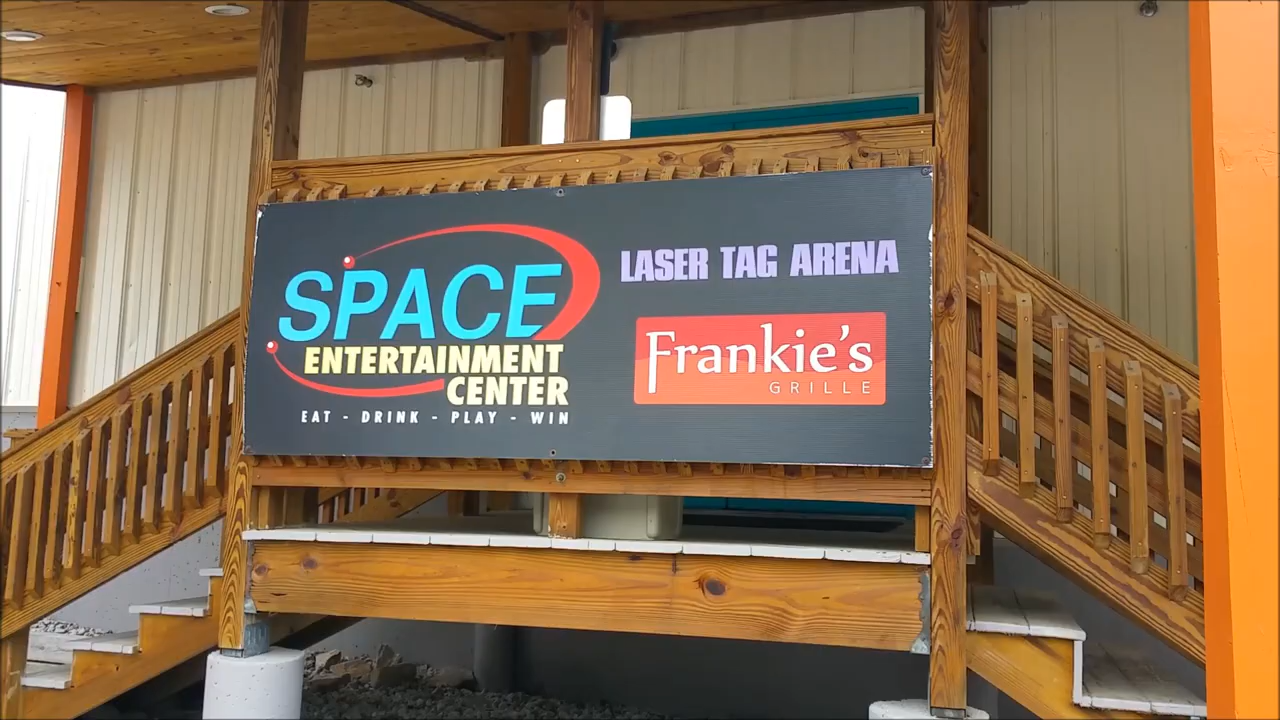 SPACE
ENTERTAINMENT
CENTER
EAT - DRINK - PLAY - WIN
LASER TAG ARENA
Frankie's
GRILLE